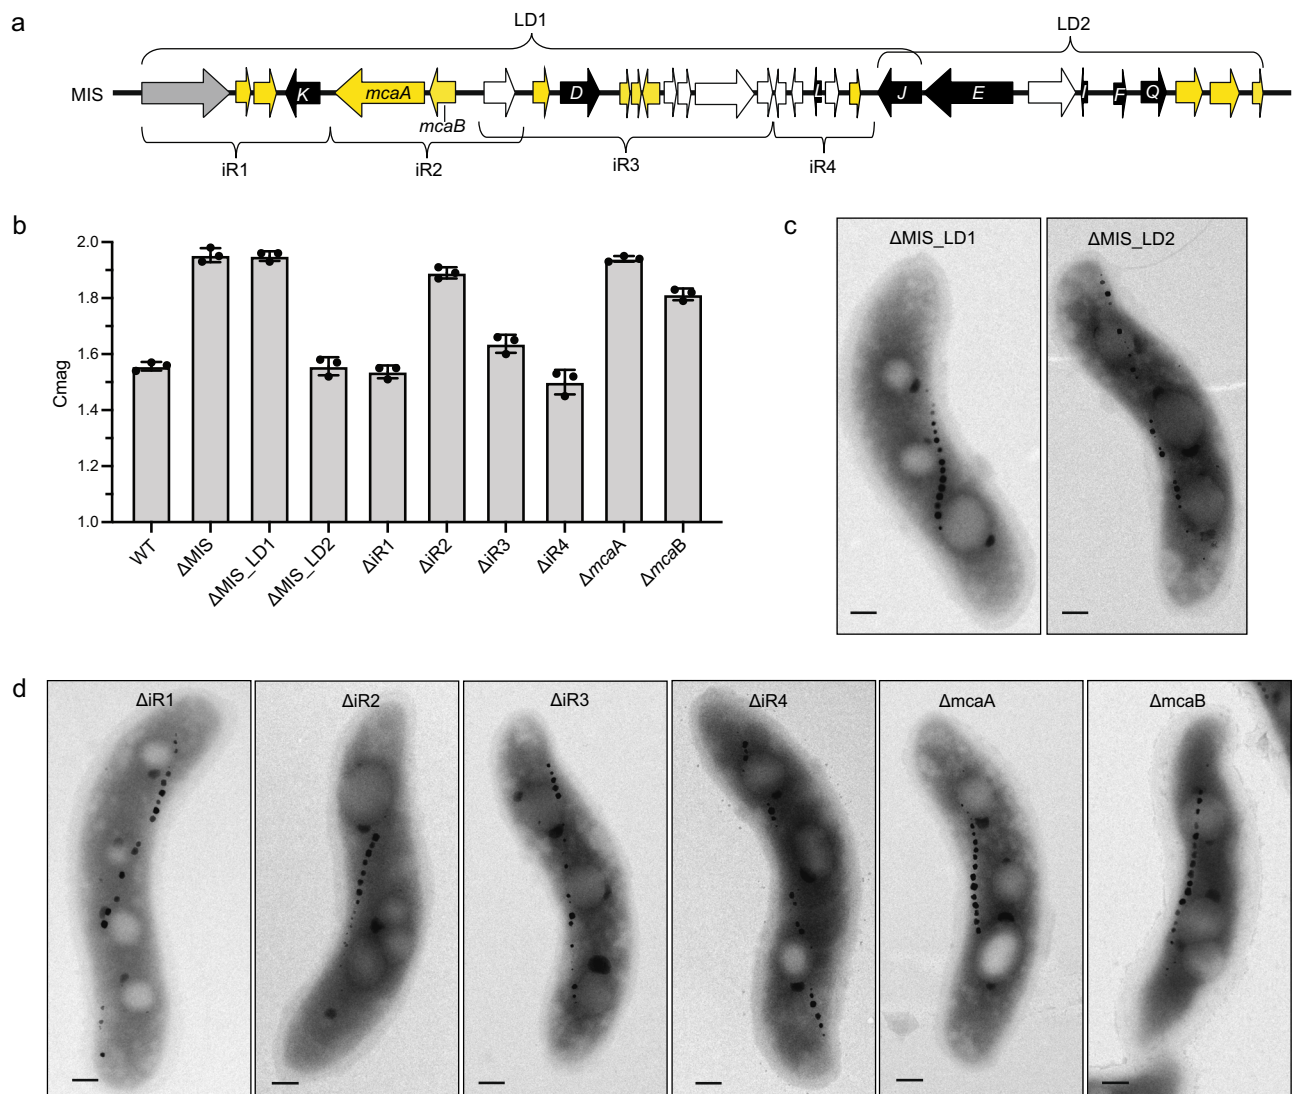 a
LD1
LD2
MIS
K
mcaA
mcaB
D
L
J
E
I
F
Q
iR1
iR2
iR3
iR4
b
Cmag
2.0
1.8
1.6
1.4
1.2
1.0
WT
ΔMIS
ΔMIS_LD1
ΔMIS_LD2
ΔiR1
ΔiR2
ΔiR3
ΔiR4
ΔmcaA
ΔmcaB
c
ΔMIS_LD1
ΔMIS_LD2
d
ΔiR1
ΔiR2
ΔiR3
ΔiR4
ΔmcaA
ΔmcaB